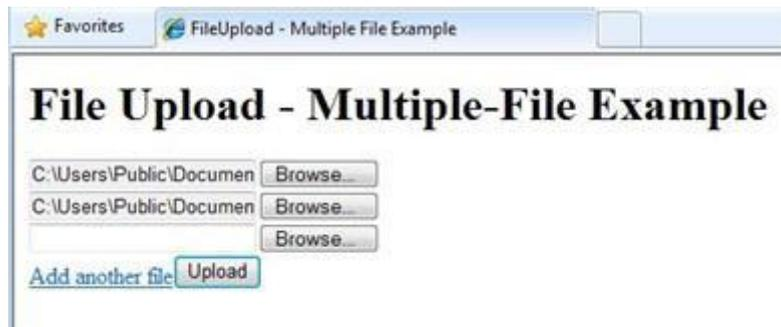 Favorites
FileUpload - Multiple File Example
File Upload - Multiple-File Example
C:\Users\Public\Documen Browse...
C:\Users\Public\Documen Browse...
Browse...
Add another file Upload